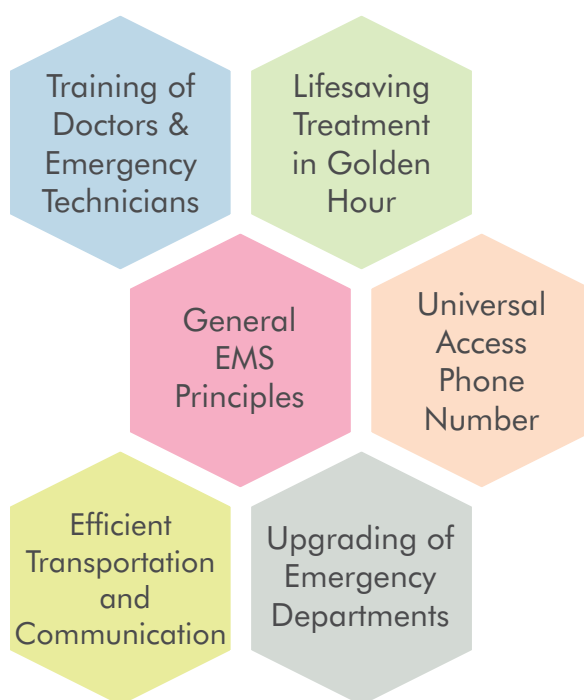 Training of
Doctors &
Emergency
Technicians
Lifesaving
Treatment
in Golden
Hour
General
EMS
Principles
Universal
Access
Phone
Number
Efficient
Transportation
and
Communication
Upgrading of
Emergency
Departments